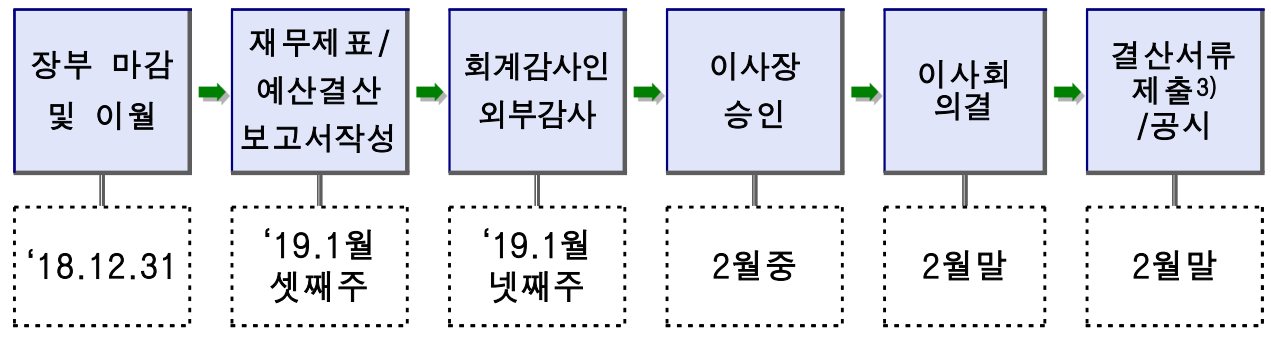 장부 마감
및 이월
재무제표/
예산결산
보고서작성
회계감사인
외부감사
이사장
승인
이사회
의결
결산서류
제출3)
/공시
‘18.12.31
‘19.1월
셋째주
‘19.1월
넷째주
2월중
2월말
2월말